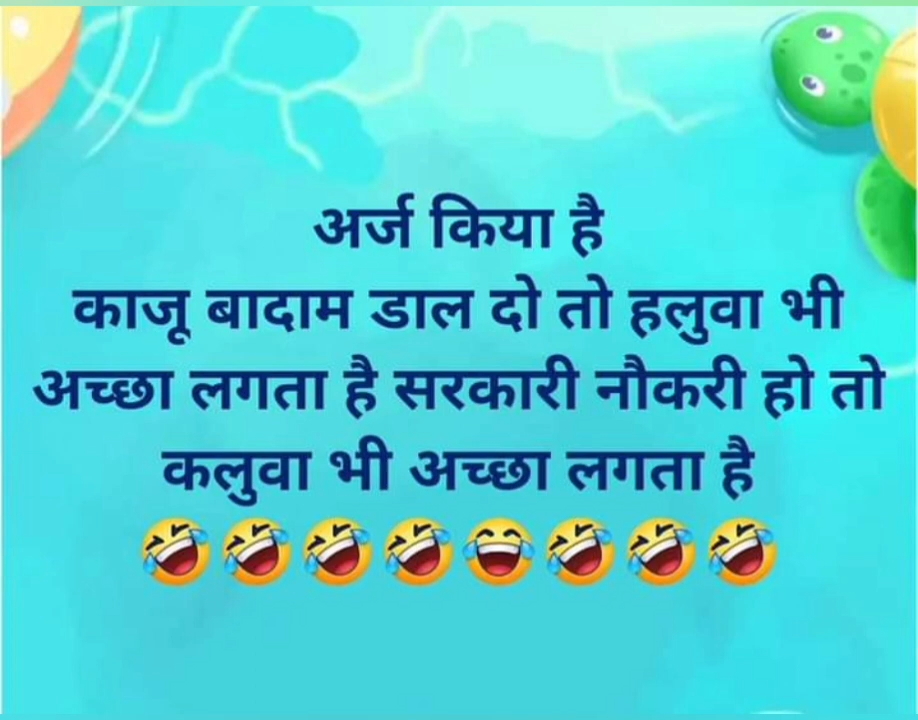 अर्ज किया है
काजू बादाम डाल दो तो हलुवा भी
अच्छा लगता है सरकारी नौकरी हो तो
कलुवा भी अच्छा लगता है
🤣🤣🤣🤣😂🤣🤣🤣